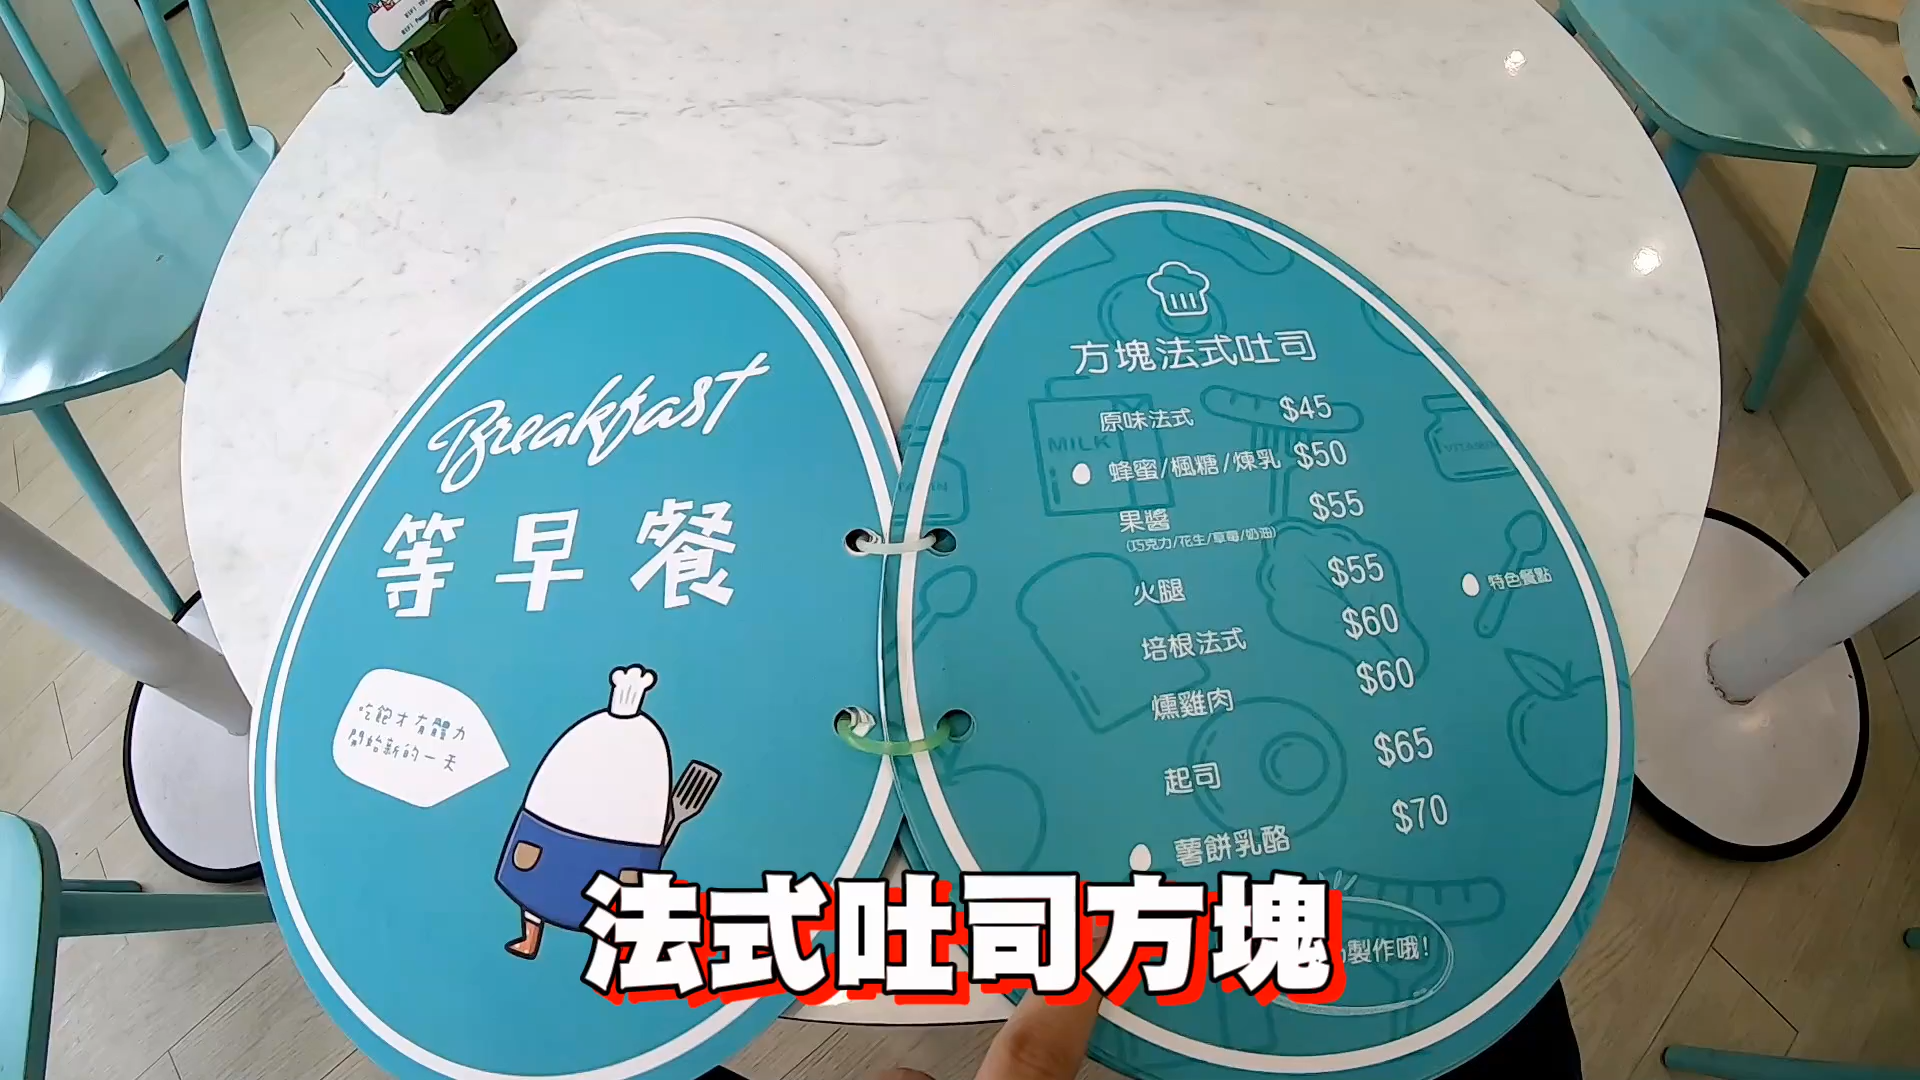 Breakfast
等早餐
吃飽才有體力
開始新的一天
方塊法式吐司
原味法式 $45
蜂蜜/楓糖/煉乳 $50
果醬 $55
(巧克力/花生/草莓/奶油)
火腿 $55
特色餐點
培根法式 $60
燻雞肉 $60
起司 $65
薯餅乳酪 $70
製作哦!
MILK
VITAMIN
法式吐司方塊